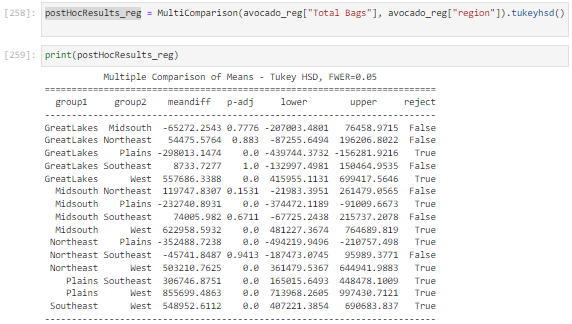 [258]: postHocResults_reg = MultiComparison(avocado_reg["Total Bags"], avocado_reg["region"]).tukeyhsd()
[259]: print(postHocResults_reg)
Multiple Comparison of Means - Tukey HSD, FWER=0.05
=====================================================================
group1 group2 meandiff p-adj lower upper reject
---------------------------------------------------------------------
GreatLakes Midsouth -65272.2543 0.7776 -207003.4801 76458.9715 False
GreatLakes Northeast 54475.5764 0.883 -87255.6494 196206.8022 False
GreatLakes Plains -298013.1474 0.0 -439744.3732 -156281.9216 True
GreatLakes Southeast 8733.7277 1.0 -132997.4981 150464.9535 False
GreatLakes West 557686.3388 0.0 415955.1131 699417.5646 True
Midsouth Northeast 119747.8307 0.1531 -21983.3951 261479.0565 False
Midsouth Plains -232740.8931 0.0 -374472.1189 -91009.6673 True
Midsouth Southeast 74005.982 0.6711 -67725.2438 215737.2078 False
Midsouth West 622958.5932 0.0 481227.3674 764689.819 True
Northeast Plains -352488.7238 0.0 -494219.9496 -210757.498 True
Northeast Southeast -45741.8487 0.9413 -187473.0745 95989.3771 False
Northeast West 503210.7625 0.0 361479.5367 644941.9883 True
Plains Southeast 306746.8751 0.0 165015.6493 448478.1009 True
Plains West 855699.4863 0.0 713968.2605 997430.7121 True
Southeast West 548952.6112 0.0 407221.3854 690683.837 True
---------------------------------------------------------------------